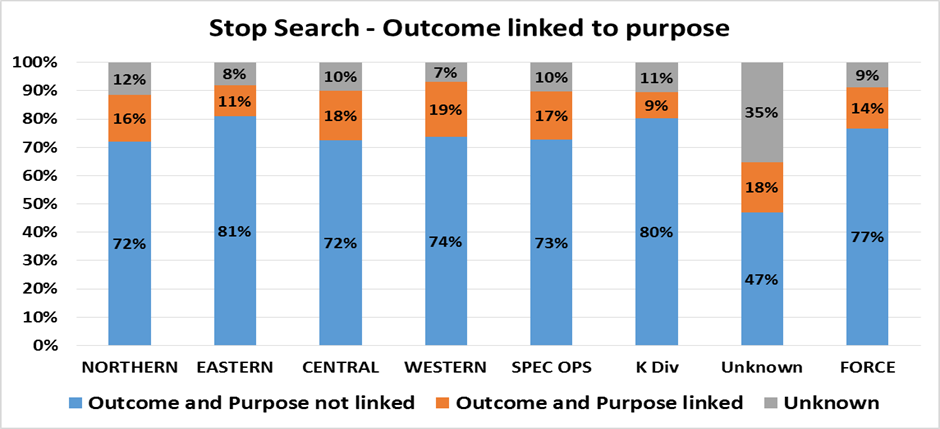 Stop Search - Outcome linked to purpose
100%
90%
80%
70%
60%
50%
40%
30%
20%
10%
0%
12% 8% 10% 7% 10% 11% 35% 9%
16% 11% 18% 19% 17% 9% 18% 14%
72% 81% 72% 74% 73% 80% 47% 77%
NORTHERN EASTERN CENTRAL WESTERN SPEC OPS K Div Unknown FORCE
Outcome and Purpose not linked Outcome and Purpose linked Unknown